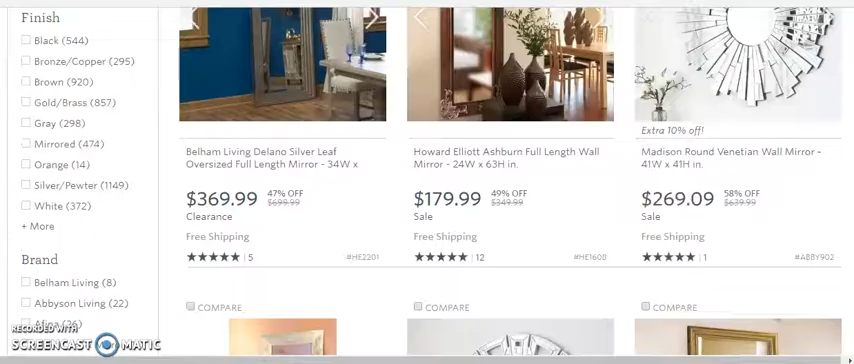 Finish
Black (544)
Bronze/Copper (295)
Brown (920)
Gold/Brass (857)
Gray (298)
Mirrored (474)
Orange (14)
Silver/Pewter (1149)
White (372)
+ More
Brand
Belham Living (8)
Abbyson Living (22)
RECORDED WITH
SCREENCAST MATIC
Belham Living Delano Silver Leaf
Oversized Full Length Mirror - 34W x
$369.99 47% OFF
$699.99
Clearance
Free Shipping
★★★★★ | 5 #HE2201
COMPARE
Howard Elliott Ashburn Full Length Wall
Mirror - 24W x 63H in.
$179.99 49% OFF
$349.99
Sale
Free Shipping
★★★★★ | 12 #HE1608
COMPARE
Extra 10% off!
Madison Round Venetian Wall Mirror -
41W x 41H in.
$269.09 58% OFF
$639.99
Sale
Free Shipping
★★★★★ | 1 #ABBY902
COMPARE